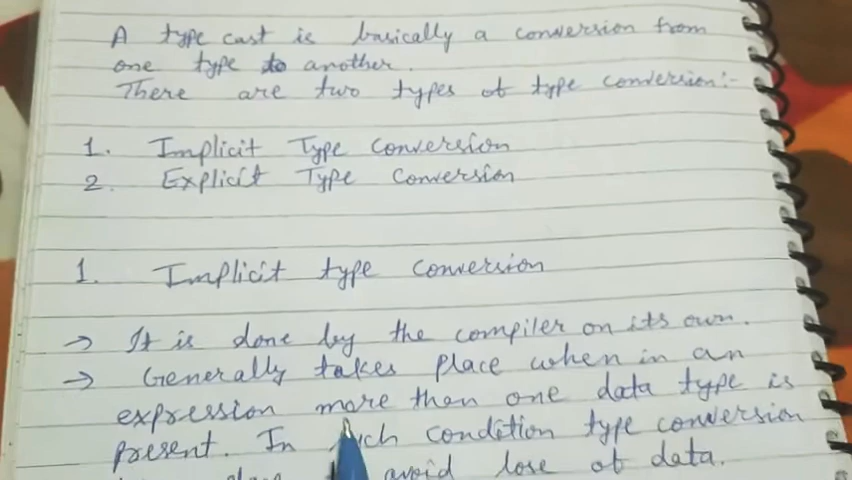 A type cast is basically a conversion from
one type to another.
There are two types of type conversion:-
1. Implicit Type Conversion
2. Explicit Type Conversion
1. Implicit type conversion
→ It is done by the compiler on its own.
→ Generally takes place when in an
expression more than one data type is
present. In condition type conversion
avoid lose of data.